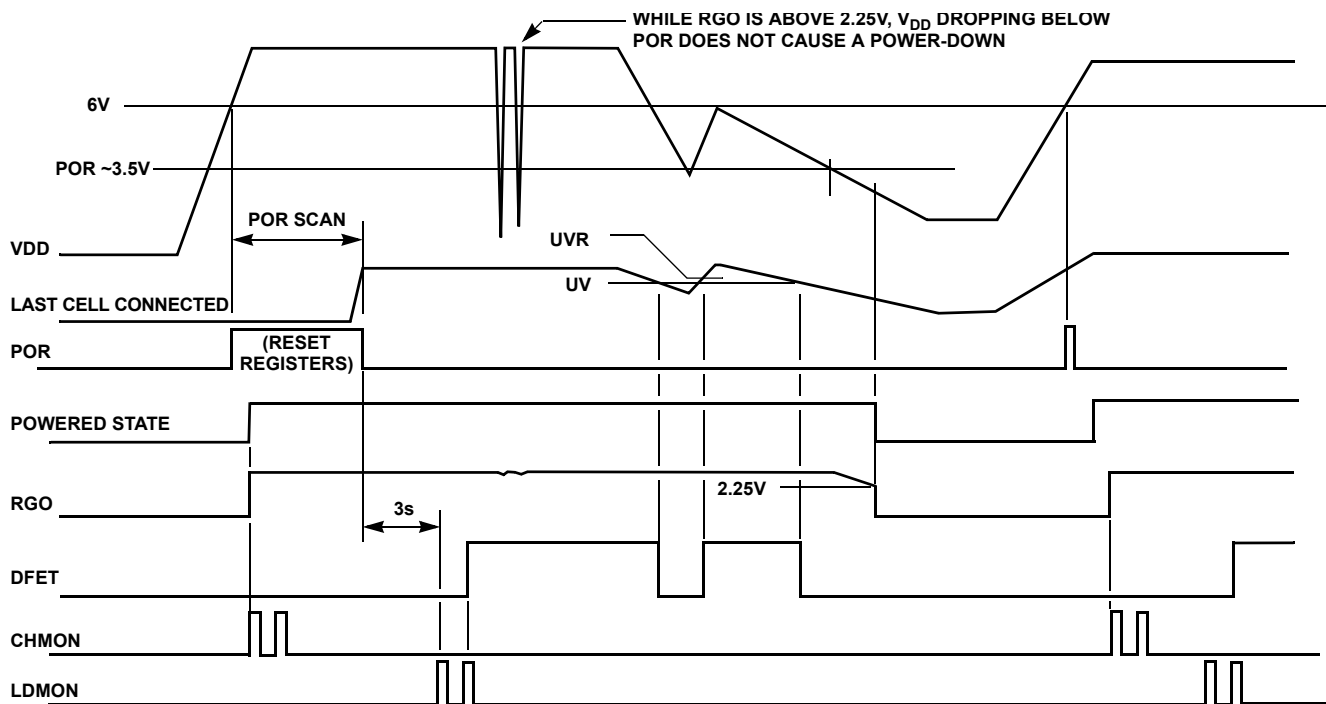 WHILE RGO IS ABOVE 2.25V, VDD DROPPING BELOW
POR DOES NOT CAUSE A POWER-DOWN
6V
POR ~3.5V
POR SCAN
VDD
UVR
UV
LAST CELL CONNECTED
(RESET
REGISTERS)
POR
POWERED STATE
2.25V
RGO
3s
DFET
CHMON
LDMON